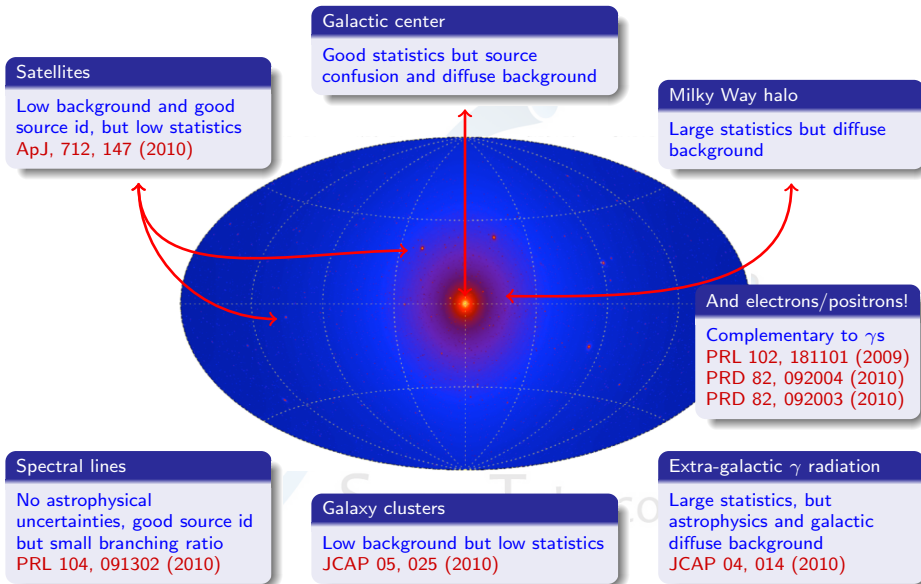 Galactic center
Good statistics but source
confusion and diffuse background
Satellites
Low background and good
source id, but low statistics
ApJ, 712, 147 (2010)
Milky Way halo
Large statistics but diffuse
background
And electrons/positrons!
Complementary to γs
PRL 102, 181101 (2009)
PRD 82, 092004 (2010)
PRD 82, 092003 (2010)
Spectral lines
No astrophysical
uncertainties, good source id
but small branching ratio
PRL 104, 091302 (2010)
Galaxy clusters
Low background but low statistics
JCAP 05, 025 (2010)
Extra-galactic γ radiation
Large statistics, but
astrophysics and galactic
diffuse background
JCAP 04, 014 (2010)